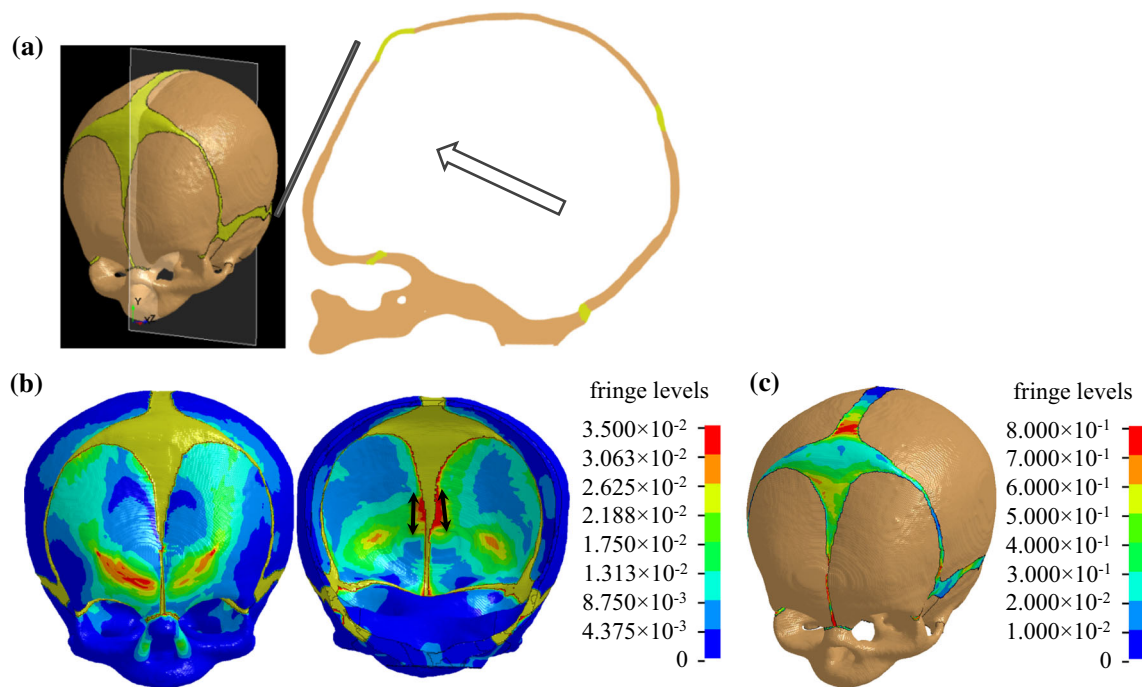 (a)
Y
XZ
(b)
fringe levels
3.500×10⁻²
3.063×10⁻²
2.625×10⁻²
2.188×10⁻²
1.750×10⁻²
1.313×10⁻²
8.750×10⁻³
4.375×10⁻³
0
(c)
fringe levels
8.000×10⁻¹
7.000×10⁻¹
6.000×10⁻¹
5.000×10⁻¹
4.000×10⁻¹
3.000×10⁻¹
2.000×10⁻²
1.000×10⁻²
0